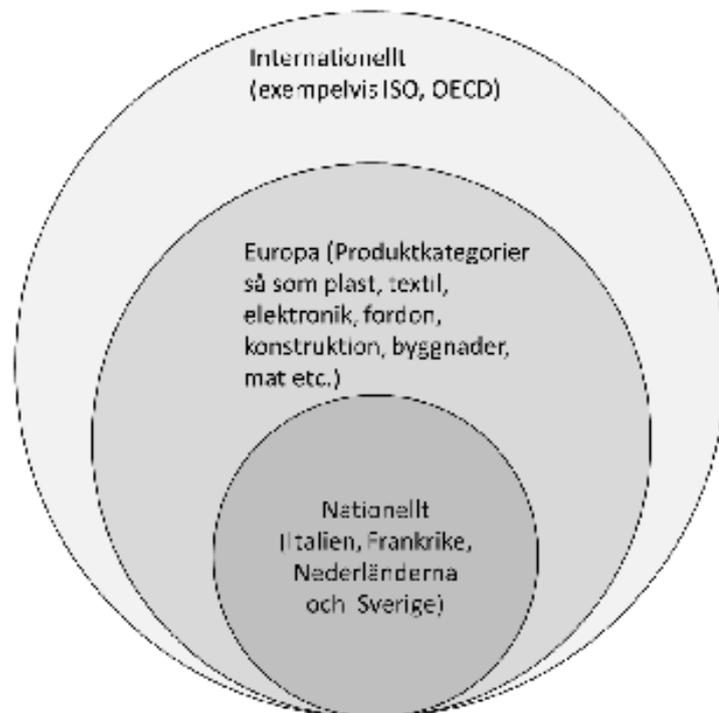 Internationellt
(exempelvis ISO, OECD)
Europa (Produktkategorier
så som plast, textil,
elektronik, fordon,
konstruktion, byggnader,
mat etc.)
Nationellt
(Italien, Frankrike,
Nederländerna
och Sverige)